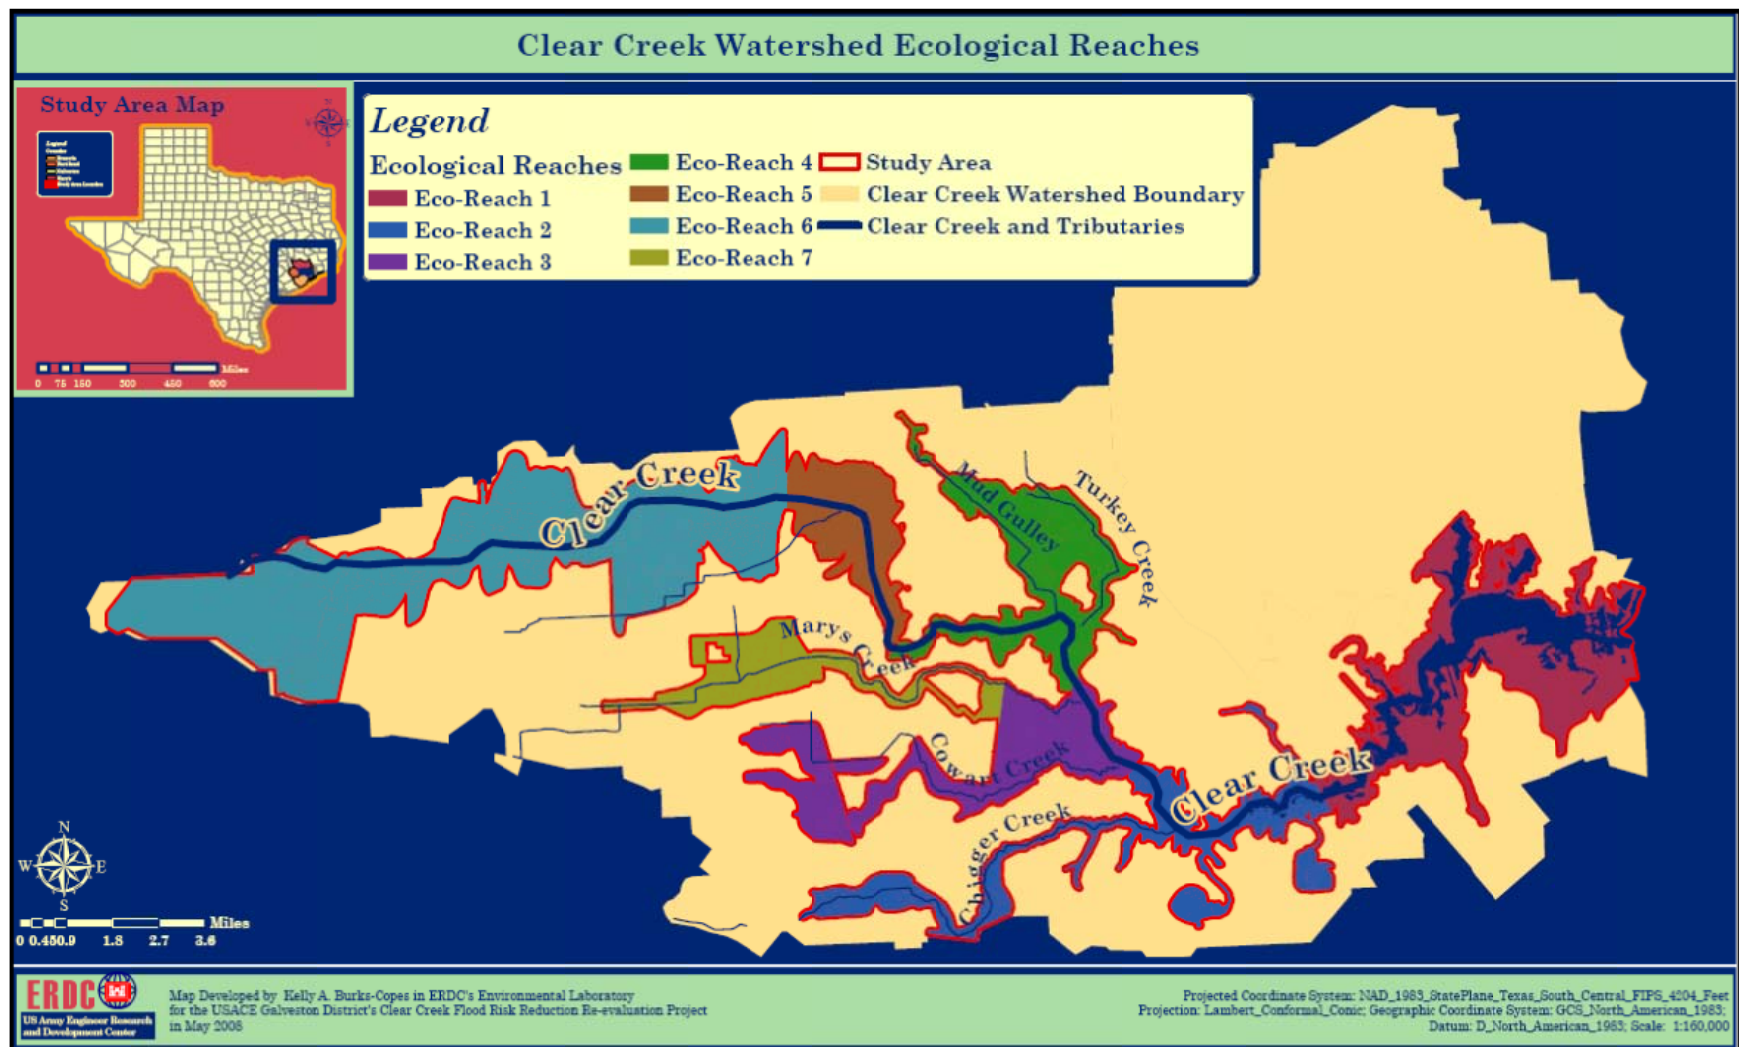 Clear Creek Watershed Ecological Reaches
Study Area Map
Legend
Miles
0 75 150 300 450 600
Legend
Ecological Reaches
Eco-Reach 1
Eco-Reach 2
Eco-Reach 3
Eco-Reach 4
Eco-Reach 5
Eco-Reach 6
Eco-Reach 7
Study Area
Clear Creek Watershed Boundary
Clear Creek and Tributaries
Clear Creek
Mud Gulley
Turkey Creek
Marys Creek
Cowart Creek
Clear Creek
Chigger Creek
N
W E
S
Miles
0 0.450.9 1.8 2.7 3.6
ERDC
US Army Engineer Research
and Development Center
Map Developed by Kelly A. Burks-Copes in ERDC's Environmental Laboratory
for the USACE Galveston District's Clear Creek Flood Risk Reduction Re-evaluation Project
in May 2008
Projected Coordinate System: NAD_1983_StatePlane_Texas_South_Central_FIPS_4204_Feet
Projection: Lambert_Conformal_Conic; Geographic Coordinate System: GCS_North_American_1983;
Datum: D_North_American_1983; Scale: 1:160,000